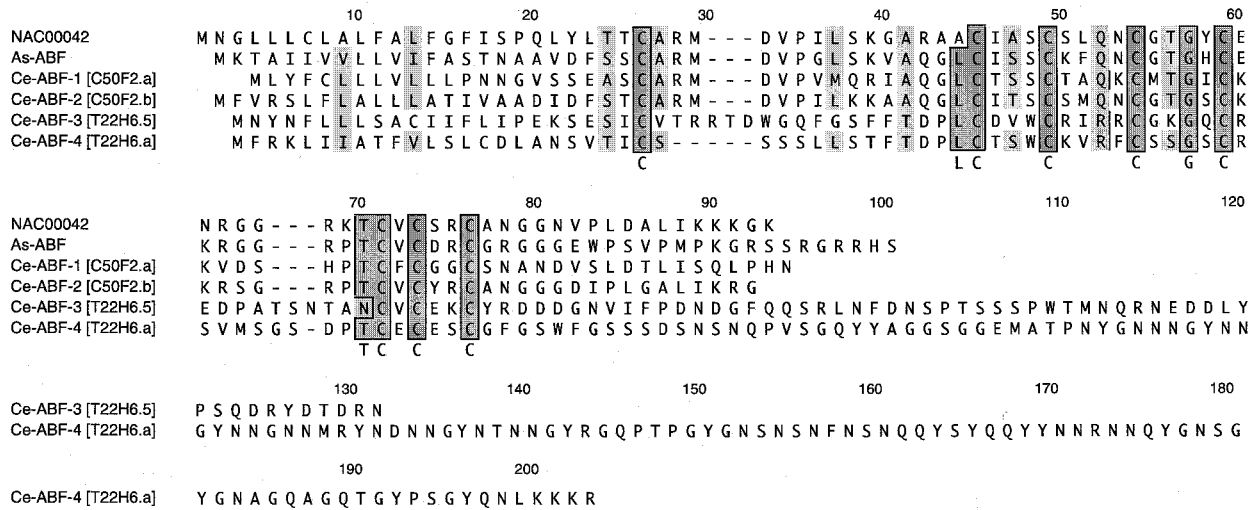 10 20 30 40 50 60
NAC00042 M N G L L L C L A L F A L F G F I S P Q L Y L T T C A R M - - - D V P I L S K G A R A A C I A S C S L Q N C G T G Y C E
As-ABF M K T A I I V V L L V I F A S T N A A V D F S S C A R M - - - D V P G L S K V A Q G L C I S S C K F Q N C G T G H C E
Ce-ABF-1 [C50F2.a] M L Y F C L L L V L L L P N N G V S S E A S C A R M - - - D V P V M Q R I A Q G L C T S S C T A Q K C M T G I C K
Ce-ABF-2 [C50F2.b] M F V R S L F L A L L L A T I V A A D I D F S T C A R M - - - D V P I L K K A A Q G L C I T S C S M Q N C G T G S C K
Ce-ABF-3 [T22H6.5] M N Y N F L L L S A C I I F L I P E K S E S I C V T R R T D W G Q F G S F F T D P L C D V W C R I R R C G K G Q C R
Ce-ABF-4 [T22H6.a] M F R K L I I A T F V L S L C D L A N S V T I C S - - - - - S S L L S T F T D P L C T S W C K V R F C S S G S C R
C L C C C G C
70 80 90 100 110 120
NAC00042 N R G G - - - R K T C V C S R C A N G G N V P L D A L I K K K G K
As-ABF K R G G - - - R P T C V C D R C G R G G G E W P S V P M P K G R S S R G R R H S
Ce-ABF-1 [C50F2.a] K V D S - - - H P T C F C G G C S N A N D V S L D T L I S Q L P H N
Ce-ABF-2 [C50F2.b] K R S G - - - R P T C V C Y R C A N G G G D I P L G A L I K R G
Ce-ABF-3 [T22H6.5] E D P A T S N T A N C V C E K C Y R D D D G N V I F P D N D G F Q Q S R L N F D N S P T S S S P W T M N Q R N E D D L Y
Ce-ABF-4 [T22H6.a] S V M S G S - D P T C E C E S C G F G S W F G S S S D S N S N Q P V S G Q Y Y A G G S G G E M A T P N Y G N N N G Y N N
T C C C
130 140 150 160 170 180
Ce-ABF-3 [T22H6.5] P S Q D R Y D T D R N
Ce-ABF-4 [T22H6.a] G Y N N G N N M R Y N D N N G Y N T N N G Y R G Q P T P G Y G N S N S N F N S N Q Q Y S Y Q Q Y Y N N R N N Q Y G N S G
190 200
Ce-ABF-4 [T22H6.a] Y G N A G Q A G Q T G Y P S G Y Q N L K K K R